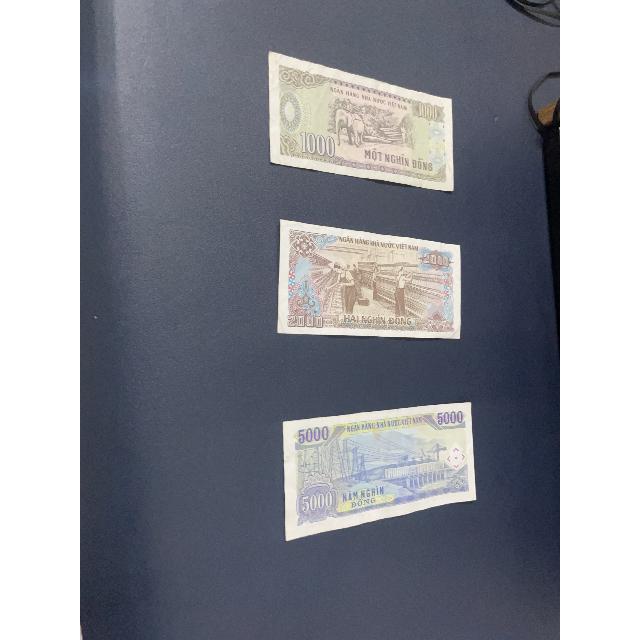 NGÂN HÀNG NHÀ NƯỚC VIỆT NAM
1000
1000
MỘT NGHÌN ĐỒNG
NGÂN HÀNG NHÀ NƯỚC VIỆT NAM
2000
2000
HAI NGHÌN ĐỒNG
5000
NGÂN HÀNG NHÀ NƯỚC VIỆT NAM
5000
5000
NĂM NGHÌN
ĐỒNG